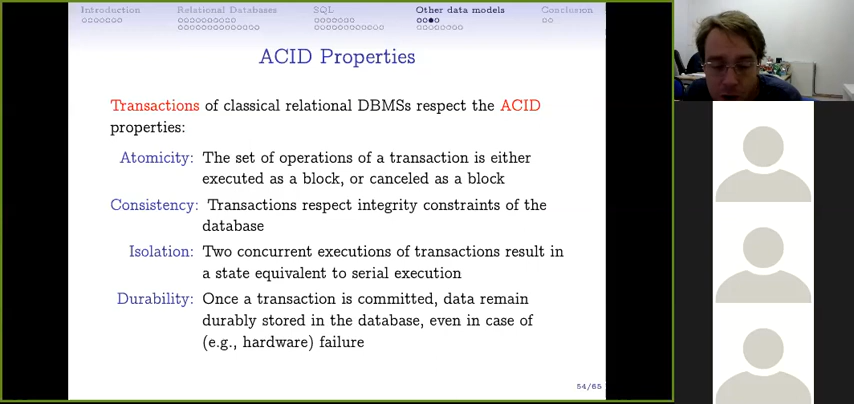 Introduction Relational Databases SQL Other data models Conclusion
ACID Properties
Transactions of classical relational DBMSs respect the ACID
properties:
Atomicity: The set of operations of a transaction is either
executed as a block, or canceled as a block
Consistency: Transactions respect integrity constraints of the
database
Isolation: Two concurrent executions of transactions result in
a state equivalent to serial execution
Durability: Once a transaction is committed, data remain
durably stored in the database, even in case of
(e.g., hardware) failure
54/65